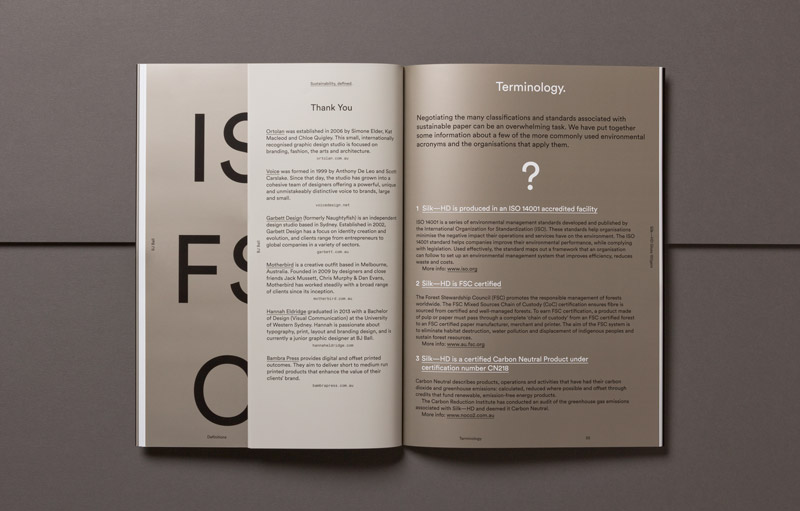 IS
FS
O
BJ Ball
Definitions
Sustainability, defined.
Thank You
Ortolan was established in 2006 by Simone Elder, Kat
Macleod and Chloe Quigley. This small, internationally
recognised graphic design studio is focused on
branding, fashion, the arts and architecture.
ortolan.com.au
Voice was formed in 1999 by Anthony De Leo and Scott
Carslake. Since that day, the studio has grown into a
cohesive team of designers offering a powerful, unique
and unmistakeably distinctive voice to brands, large
and small.
voicedesign.net
Garbett Design (formerly Naughtyfish) is an independent
design studio based in Sydney. Established in 2002,
Garbett Design has a focus on identity creation and
evolution, and clients range from entrepreneurs to
global companies in a variety of sectors.
garbett.com.au
Motherbird is a creative outfit based in Melbourne,
Australia. Founded in 2009 by designers and close
friends Jack Mussett, Chris Murphy & Dan Evans,
Motherbird has worked steadily with a broad range
of clients since its inception.
motherbird.com.au
Hannah Eldridge graduated in 2013 with a Bachelor
of Design (Visual Communication) at the University
of Western Sydney. Hannah is passionate about
typography, print, layout and branding design, and is
currently a junior graphic designer at BJ Ball.
hannaheldridge.com
Bambra Press provides digital and offset printed
outcomes. They aim to deliver short to medium run
printed products that enhance the value of their
clients' brand.
bambrapress.com.au
BJ Ball
Terminology.
Negotiating the many classifications and standards associated with
sustainable paper can be an overwhelming task. We have put together
some information about a few of the more commonly used environmental
acronyms and the organisations that apply them.
?
1 Silk—HD is produced in an ISO 14001 accredited facility
ISO 14001 is a series of environmental management standards developed and published by
the International Organization for Standardization (ISO). These standards help organisations
minimise the negative impact their operations and services have on the environment. The ISO
14001 standard helps companies improve their environmental performance, while complying
with legislation. Used effectively, the standard maps out a framework that an organisation
can follow to set up an environmental management system that improves efficiency, reduces
waste and costs.
More info: www.iso.org
2 Silk—HD is FSC certified
The Forest Stewardship Council (FSC) promotes the responsible management of forests
worldwide. The FSC Mixed Sources Chain of Custody (CoC) certification ensures fibre is
sourced from certified and well-managed forests. To earn FSC certification, a product made
of pulp or paper must pass through a complete 'chain of custody' from an FSC certified forest
to an FSC certified paper manufacturer, merchant and printer. The aim of the FSC system is
to eliminate habitat destruction, water pollution and displacement of indigenous peoples and
sustain forest resources.
More info: www.au.fsc.org
3 Silk—HD is a certified Carbon Neutral Product under
certification number CN218
Carbon Neutral describes products, operations and activities that have had their carbon
dioxide and greenhouse emissions: calculated, reduced where possible and offset through
credits that fund renewable, emission-free energy products.
The Carbon Reduction Institute has conducted an audit of the greenhouse gas emissions
associated with Silk—HD and deemed it Carbon Neutral.
More info: www.noco2.com.au
Terminology